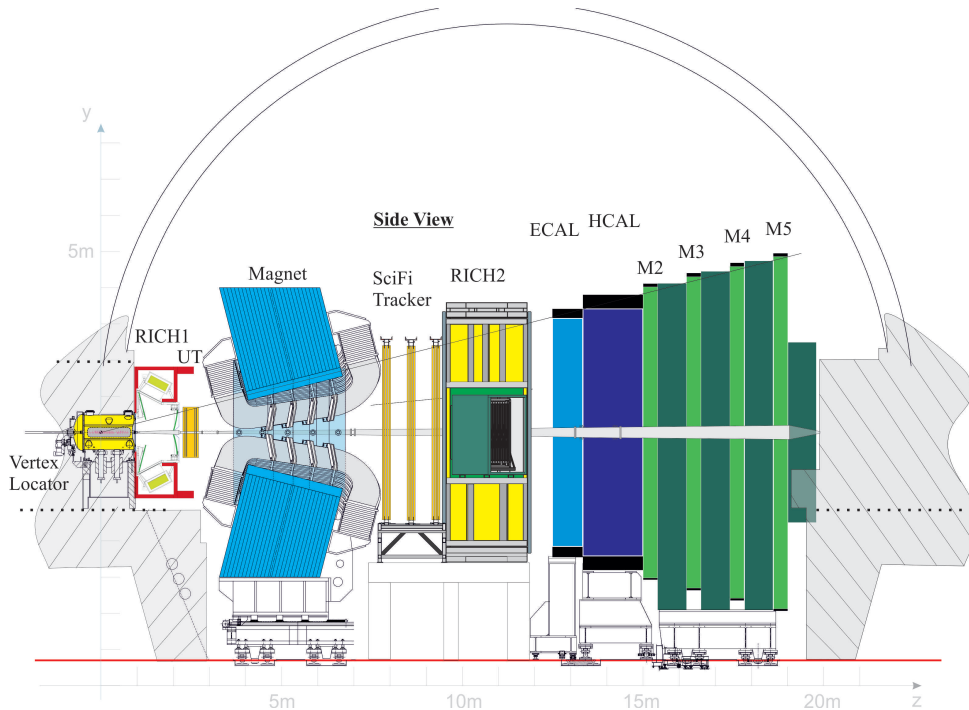 y
Side View
ECAL
HCAL
5m
M2
M3
M4
M5
Magnet
SciFi
Tracker
RICH2
RICH1
UT
Vertex
Locator
5m
10m
15m
20m
z